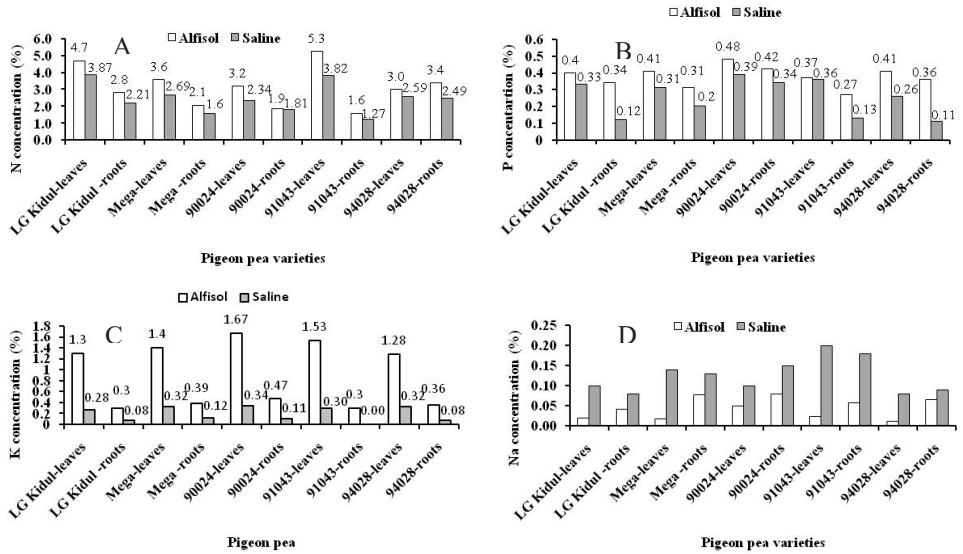 Alfisol Saline
A
N concentration (%)
6.0
5.0
4.0
3.0
2.0
1.0
0.0
4.7 3.87 2.8 2.21 3.6 2.69 2.1 1.6 3.2 2.34 1.9 1.81 5.3 3.82 1.6 1.27 3.0 2.59 3.4 2.49
LG Kidul-leaves
LG Kidul -roots
Mega-leaves
Mega -roots
90024-leaves
90024-roots
91043-leaves
91043-roots
94028-leaves
94028-roots
Pigeon pea varieties
Alfisol Saline
B
P concentartion (%)
0.6
0.5
0.4
0.3
0.2
0.1
0
0.4 0.33 0.34 0.12 0.41 0.31 0.31 0.2 0.48 0.39 0.42 0.34 0.37 0.36 0.27 0.13 0.41 0.26 0.36 0.11
LG Kidul-leaves
LG Kidul -roots
Mega-leaves
Mega -roots
90024-leaves
90024-roots
91043-leaves
91043-roots
94028-leaves
94028-roots
Pigeon pea varieties
Alfisol Saline
C
K concentration (%)
1.8
1.6
1.4
1.2
1
0.8
0.6
0.4
0.2
0
1.3 0.28 0.3 0.08 1.4 0.32 0.39 0.12 1.67 0.34 0.47 0.11 1.53 0.30 0.3 0.00 1.28 0.32 0.36 0.08
LG Kidul-leaves
LG Kidul -roots
Mega-leaves
Mega -roots
90024-leaves
90024-roots
91043-leaves
91043-roots
94028-leaves
94028-roots
Pigeon pea
Alfisol Saline
D
Na concentration (%)
0.25
0.20
0.15
0.10
0.05
0.00
LG Kidul-leaves
LG Kidul -roots
Mega-leaves
Mega -roots
90024-leaves
90024-roots
91043-leaves
91043-roots
94028-leaves
94028-roots
Pigeon pea varieties